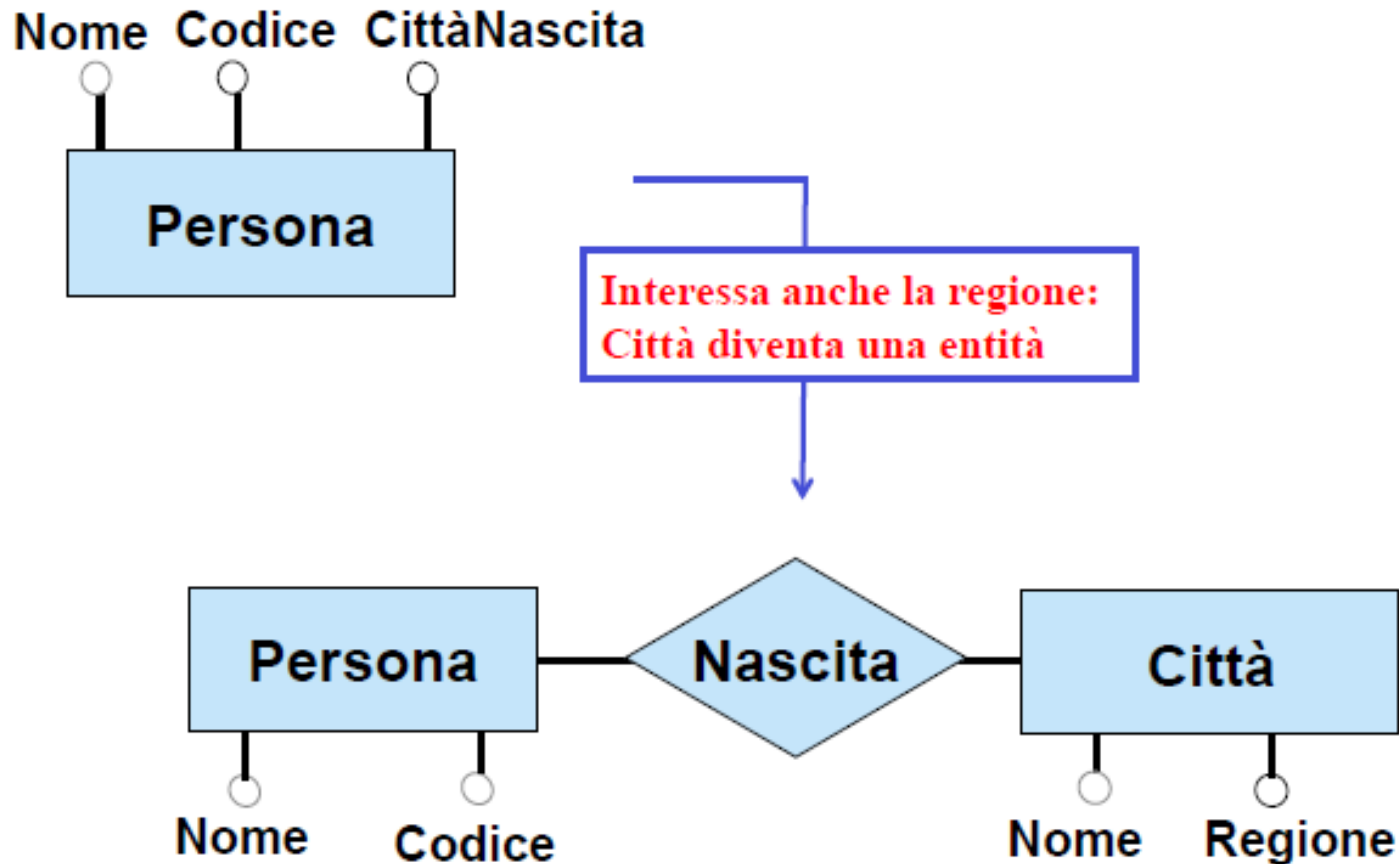 Nome Codice CittàNascita
Persona
Interessa anche la regione:
Città diventa una entità
Persona Nascita Città
Nome Codice Nome Regione